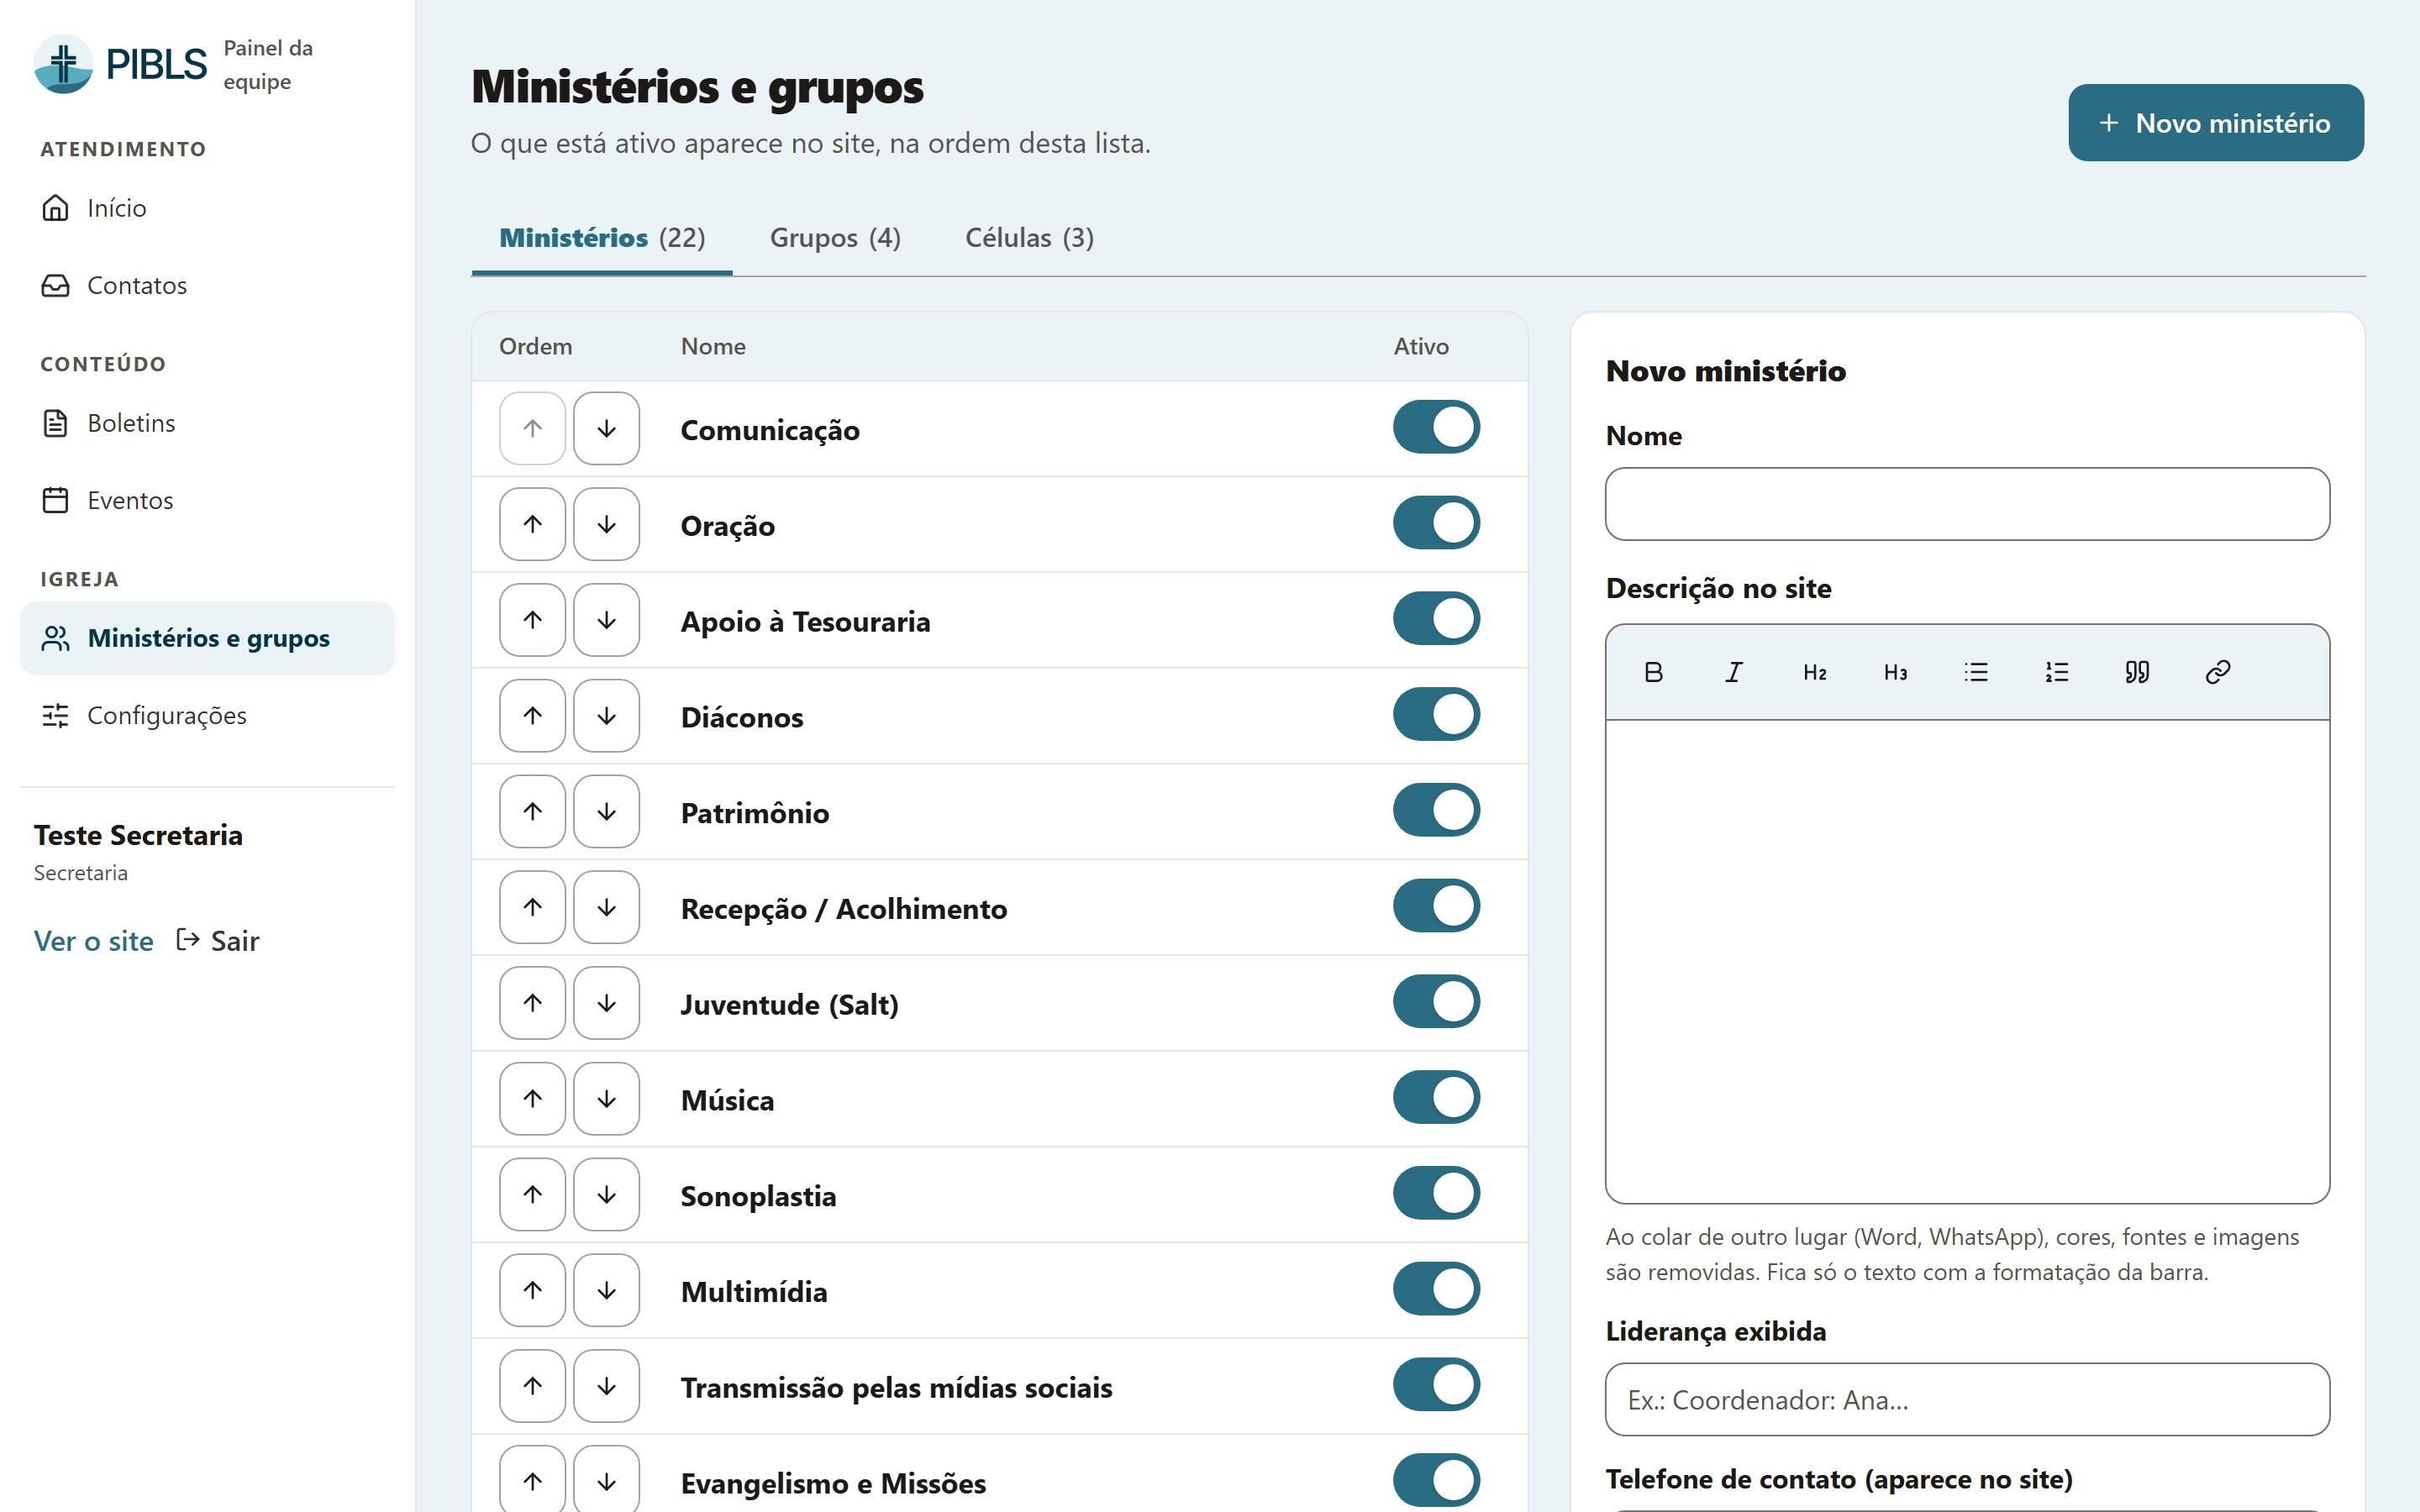 PIBLS
Painel da
equipe
ATENDIMENTO
Início
Contatos
CONTEÚDO
Boletins
Eventos
IGREJA
Ministérios e grupos
Configurações
Teste Secretaria
Secretaria
Ver o site
Sair
Ministérios e grupos
O que está ativo aparece no site, na ordem desta lista.
+ Novo ministério
Ministérios (22)
Grupos (4)
Células (3)
Ordem Nome Ativo
Comunicação
Oração
Apoio à Tesouraria
Diáconos
Patrimônio
Recepção / Acolhimento
Juventude (Salt)
Música
Sonoplastia
Multimídia
Transmissão pelas mídias sociais
Evangelismo e Missões
Novo ministério
Nome
Descrição no site
B I H2 H3
Ao colar de outro lugar (Word, WhatsApp), cores, fontes e imagens
são removidas. Fica só o texto com a formatação da barra.
Liderança exibida
Ex.: Coordenador: Ana...
Telefone de contato (aparece no site)